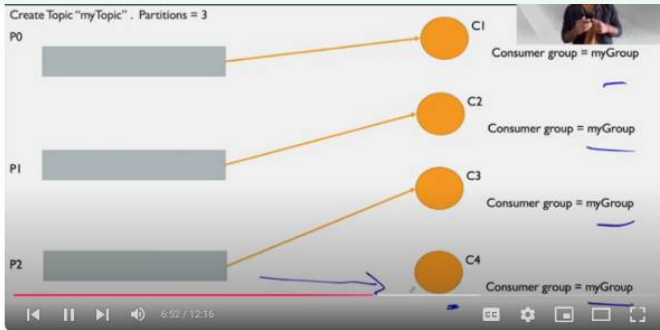 Create Topic "myTopic" . Partitions = 3
P0
C1
Consumer group = myGroup
C2
Consumer group = myGroup
P1
C3
Consumer group = myGroup
P2
C4
Consumer group = myGroup
6:52 / 12:16
CC